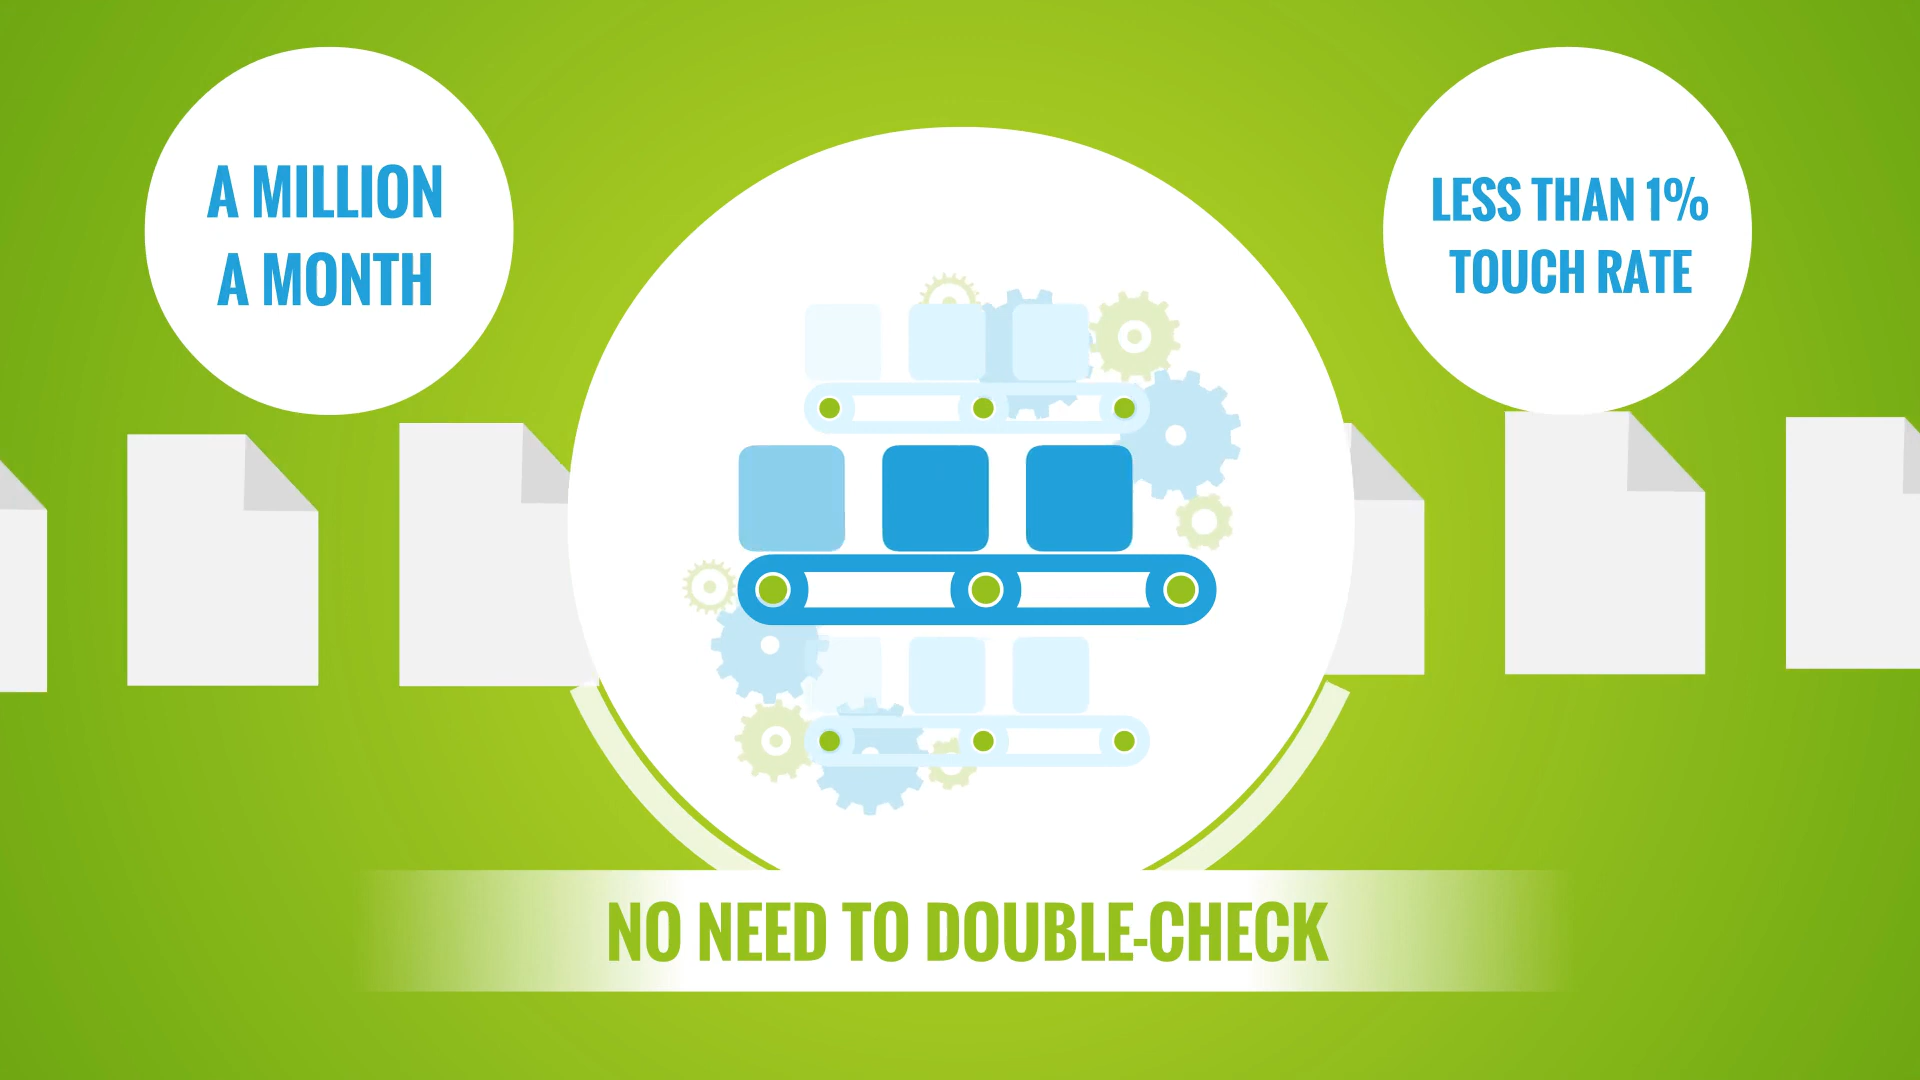 A MILLION
A MONTH
LESS THAN 1%
TOUCH RATE
NO NEED TO DOUBLE-CHECK